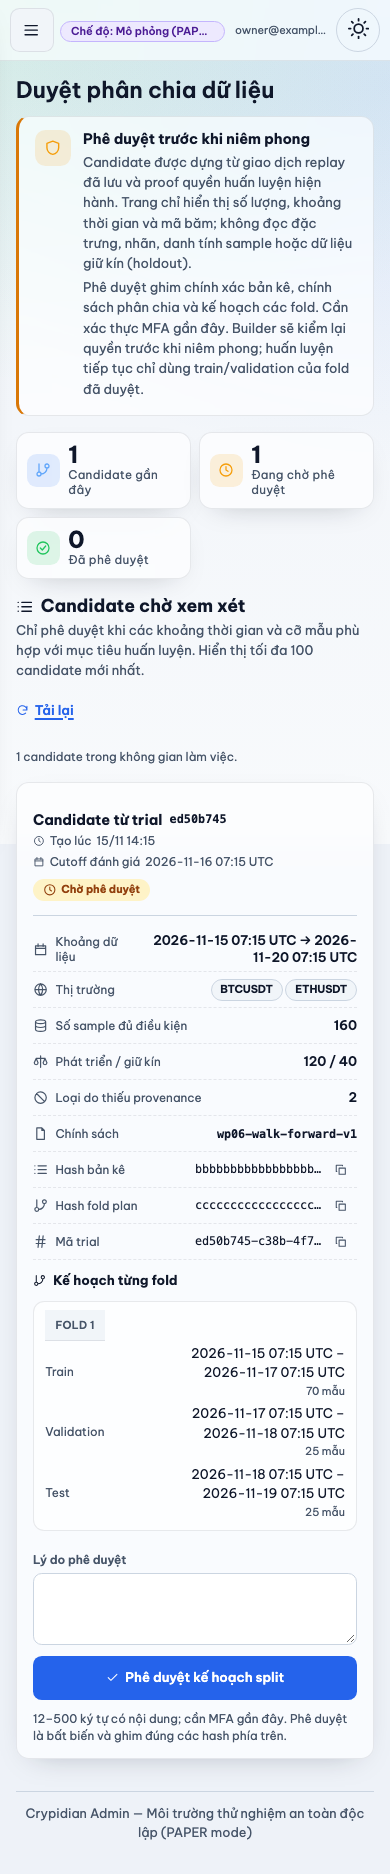 Chế độ: Mô phỏng (PAP...
owner@exampl...
Duyệt phân chia dữ liệu
Phê duyệt trước khi niêm phong
Candidate được dựng từ giao dịch replay
đã lưu và proof quyền huấn luyện hiện
hành. Trang chỉ hiển thị số lượng, khoảng
thời gian và mã băm; không đọc đặc
trưng, nhãn, danh tính sample hoặc dữ liệu
giữ kín (holdout).
Phê duyệt ghim chính xác bản kê, chính
sách phân chia và kế hoạch các fold. Cần
xác thực MFA gần đây. Builder sẽ kiểm lại
quyền trước khi niêm phong; huấn luyện
tiếp tục chỉ dùng train/validation của fold
đã duyệt.
1
Candidate gần
đây
1
Đang chờ phê
duyệt
0
Đã phê duyệt
Candidate chờ xem xét
Chỉ phê duyệt khi các khoảng thời gian và cỡ mẫu phù
hợp với mục tiêu huấn luyện. Hiển thị tối đa 100
candidate mới nhất.
Tải lại
1 candidate trong không gian làm việc.
Candidate từ trial ed50b745
Tạo lúc 15/11 14:15
Cutoff đánh giá 2026-11-16 07:15 UTC
Chờ phê duyệt
Khoảng dữ
liệu
2026-11-15 07:15 UTC → 2026-
11-20 07:15 UTC
Thị trường
BTCUSDT ETHUSDT
Số sample đủ điều kiện 160
Phát triển / giữ kín 120 / 40
Loại do thiếu provenance 2
Chính sách wp06-walk-forward-v1
Hash bản kê bbbbbbbbbbbbbbbbb…
Hash fold plan ccccccccccccccccc…
Mã trial ed50b745-c38b-4f7…
Kế hoạch từng fold
FOLD 1
Train
2026-11-15 07:15 UTC –
2026-11-17 07:15 UTC
70 mẫu
Validation
2026-11-17 07:15 UTC –
2026-11-18 07:15 UTC
25 mẫu
Test
2026-11-18 07:15 UTC –
2026-11-19 07:15 UTC
25 mẫu
Lý do phê duyệt
Phê duyệt kế hoạch split
12–500 ký tự có nội dung; cần MFA gần đây. Phê duyệt
là bất biến và ghim đúng các hash phía trên.
Crypidian Admin — Môi trường thử nghiệm an toàn độc
lập (PAPER mode)